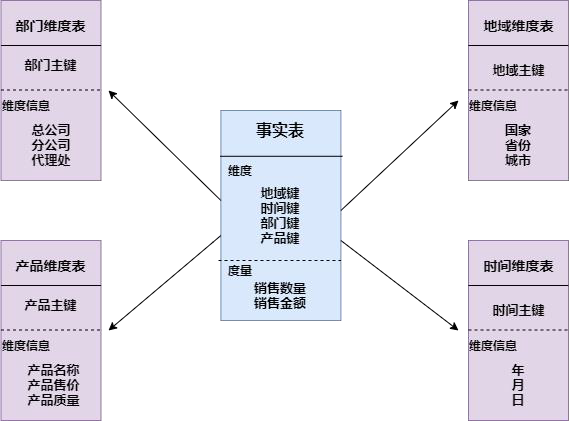 部门维度表
部门主键
维度信息
总公司
分公司
代理处
地域维度表
地域主键
维度信息
国家
省份
城市
事实表
维度
地域键
时间键
部门键
产品键
度量
销售数量
销售金额
产品维度表
产品主键
维度信息
产品名称
产品售价
产品质量
时间维度表
时间主键
维度信息
年
月
日